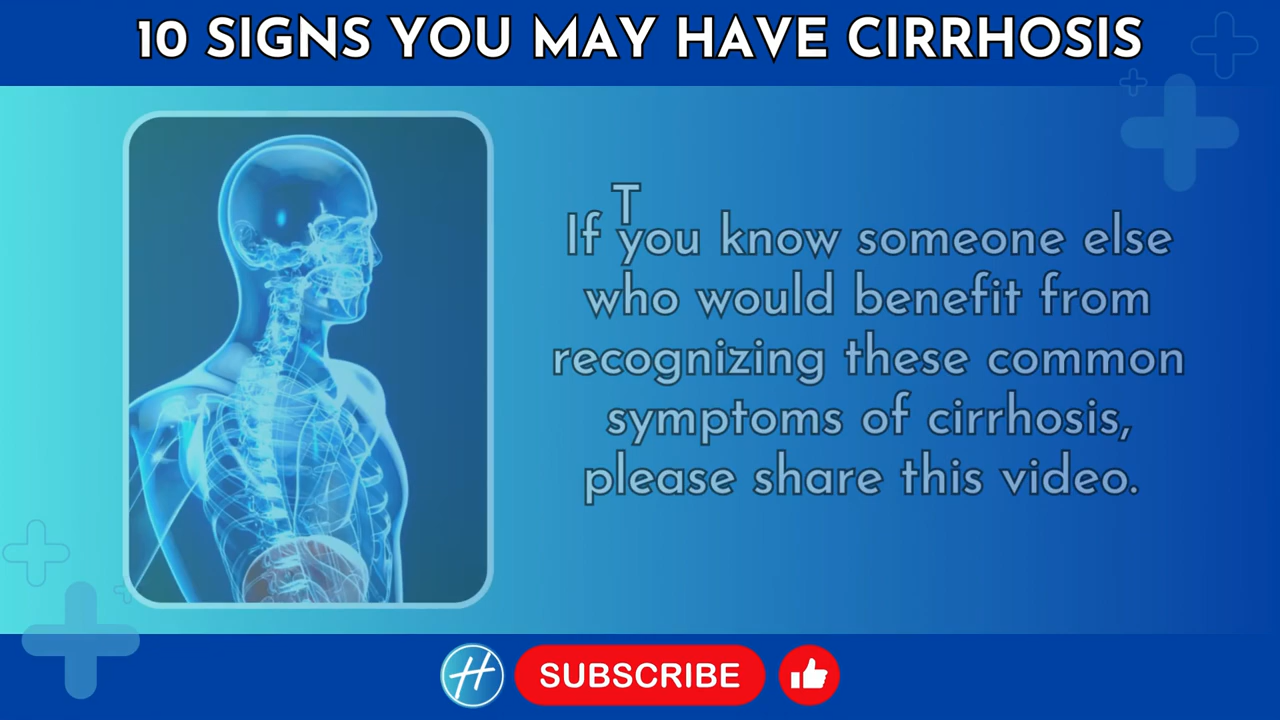 10 SIGNS YOU MAY HAVE CIRRHOSIS
T
If you know someone else
who would benefit from
recognizing these common
symptoms of cirrhosis,
please share this video.
H
SUBSCRIBE